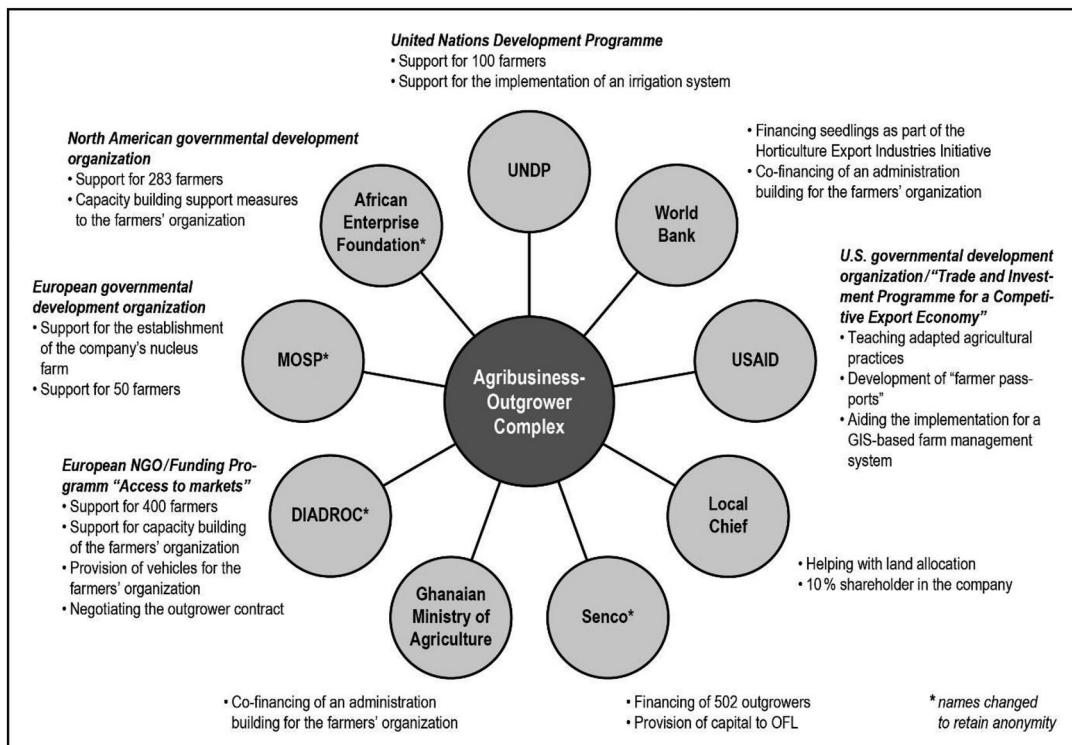 United Nations Development Programme
• Support for 100 farmers
• Support for the implementation of an irrigation system
UNDP
• Financing seedlings as part of the
Horticulture Export Industries Initiative
• Co-financing of an administration
building for the farmers' organization
World
Bank
U.S. governmental development
organization/"Trade and Invest-
ment Programme for a Competi-
tive Export Economy"
• Teaching adapted agricultural
practices
• Development of "farmer pass-
ports"
• Aiding the implementation for a
GIS-based farm management
system
USAID
Local
Chief
• Helping with land allocation
• 10 % shareholder in the company
Senco*
• Financing of 502 outgrowers
• Provision of capital to OFL
Ghanaian
Ministry of
Agriculture
• Co-financing of an administration
building for the farmers' organization
European NGO/Funding Pro-
gramm "Access to markets"
• Support for 400 farmers
• Support for capacity building
of the farmers' organization
• Provision of vehicles for the
farmers' organization
• Negotiating the outgrower contract
DIADROC*
European governmental
development organization
• Support for the establishment
of the company's nucleus
farm
• Support for 50 farmers
MOSP*
North American governmental development
organization
• Support for 283 farmers
• Capacity building support measures
to the farmers' organization
African
Enterprise
Foundation*
Agribusiness-
Outgrower
Complex
* names changed
to retain anonymity